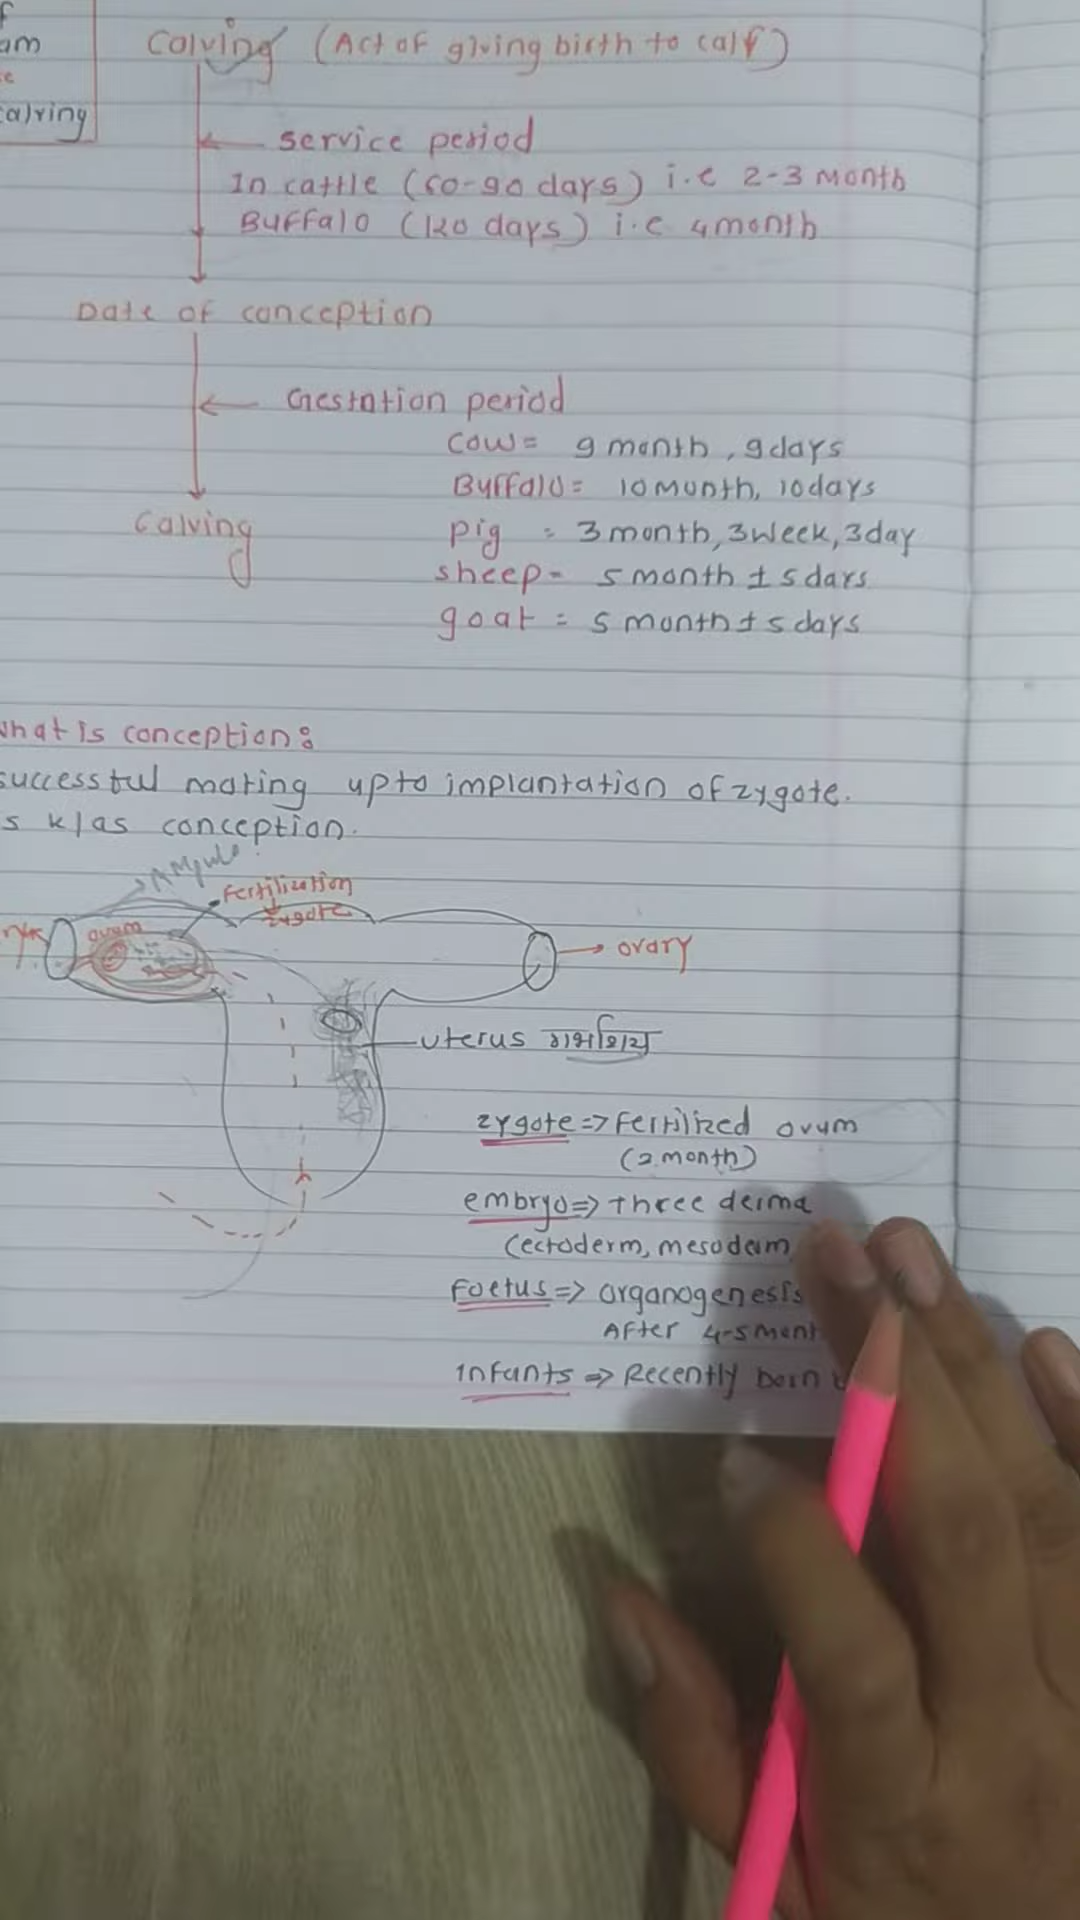 am
calving
Calving (Act of giving birth to calf)
service period
In cattle (60-90 days) i.e 2-3 month
Buffalo (120 days) i.e 4 month
Date of conception
Gestation period
cow = 9 month, 9 days
Buffalo = 10 month, 10 days
Calving
pig = 3 month, 3 week, 3 day
sheep = 5 month ± 5 days
goat = 5 month ± 5 days
what is conception:
successful mating upto implantation of zygote.
is k/as conception.
Fertilization
zygote
ovum
ovary
uterus गर्भाशय
zygote => Fertilized ovum
(2 month)
embryo => three derma
(ectoderm, mesoderm,
Foetus => organogenesis
After 4-5 mont
Infants => Recently born